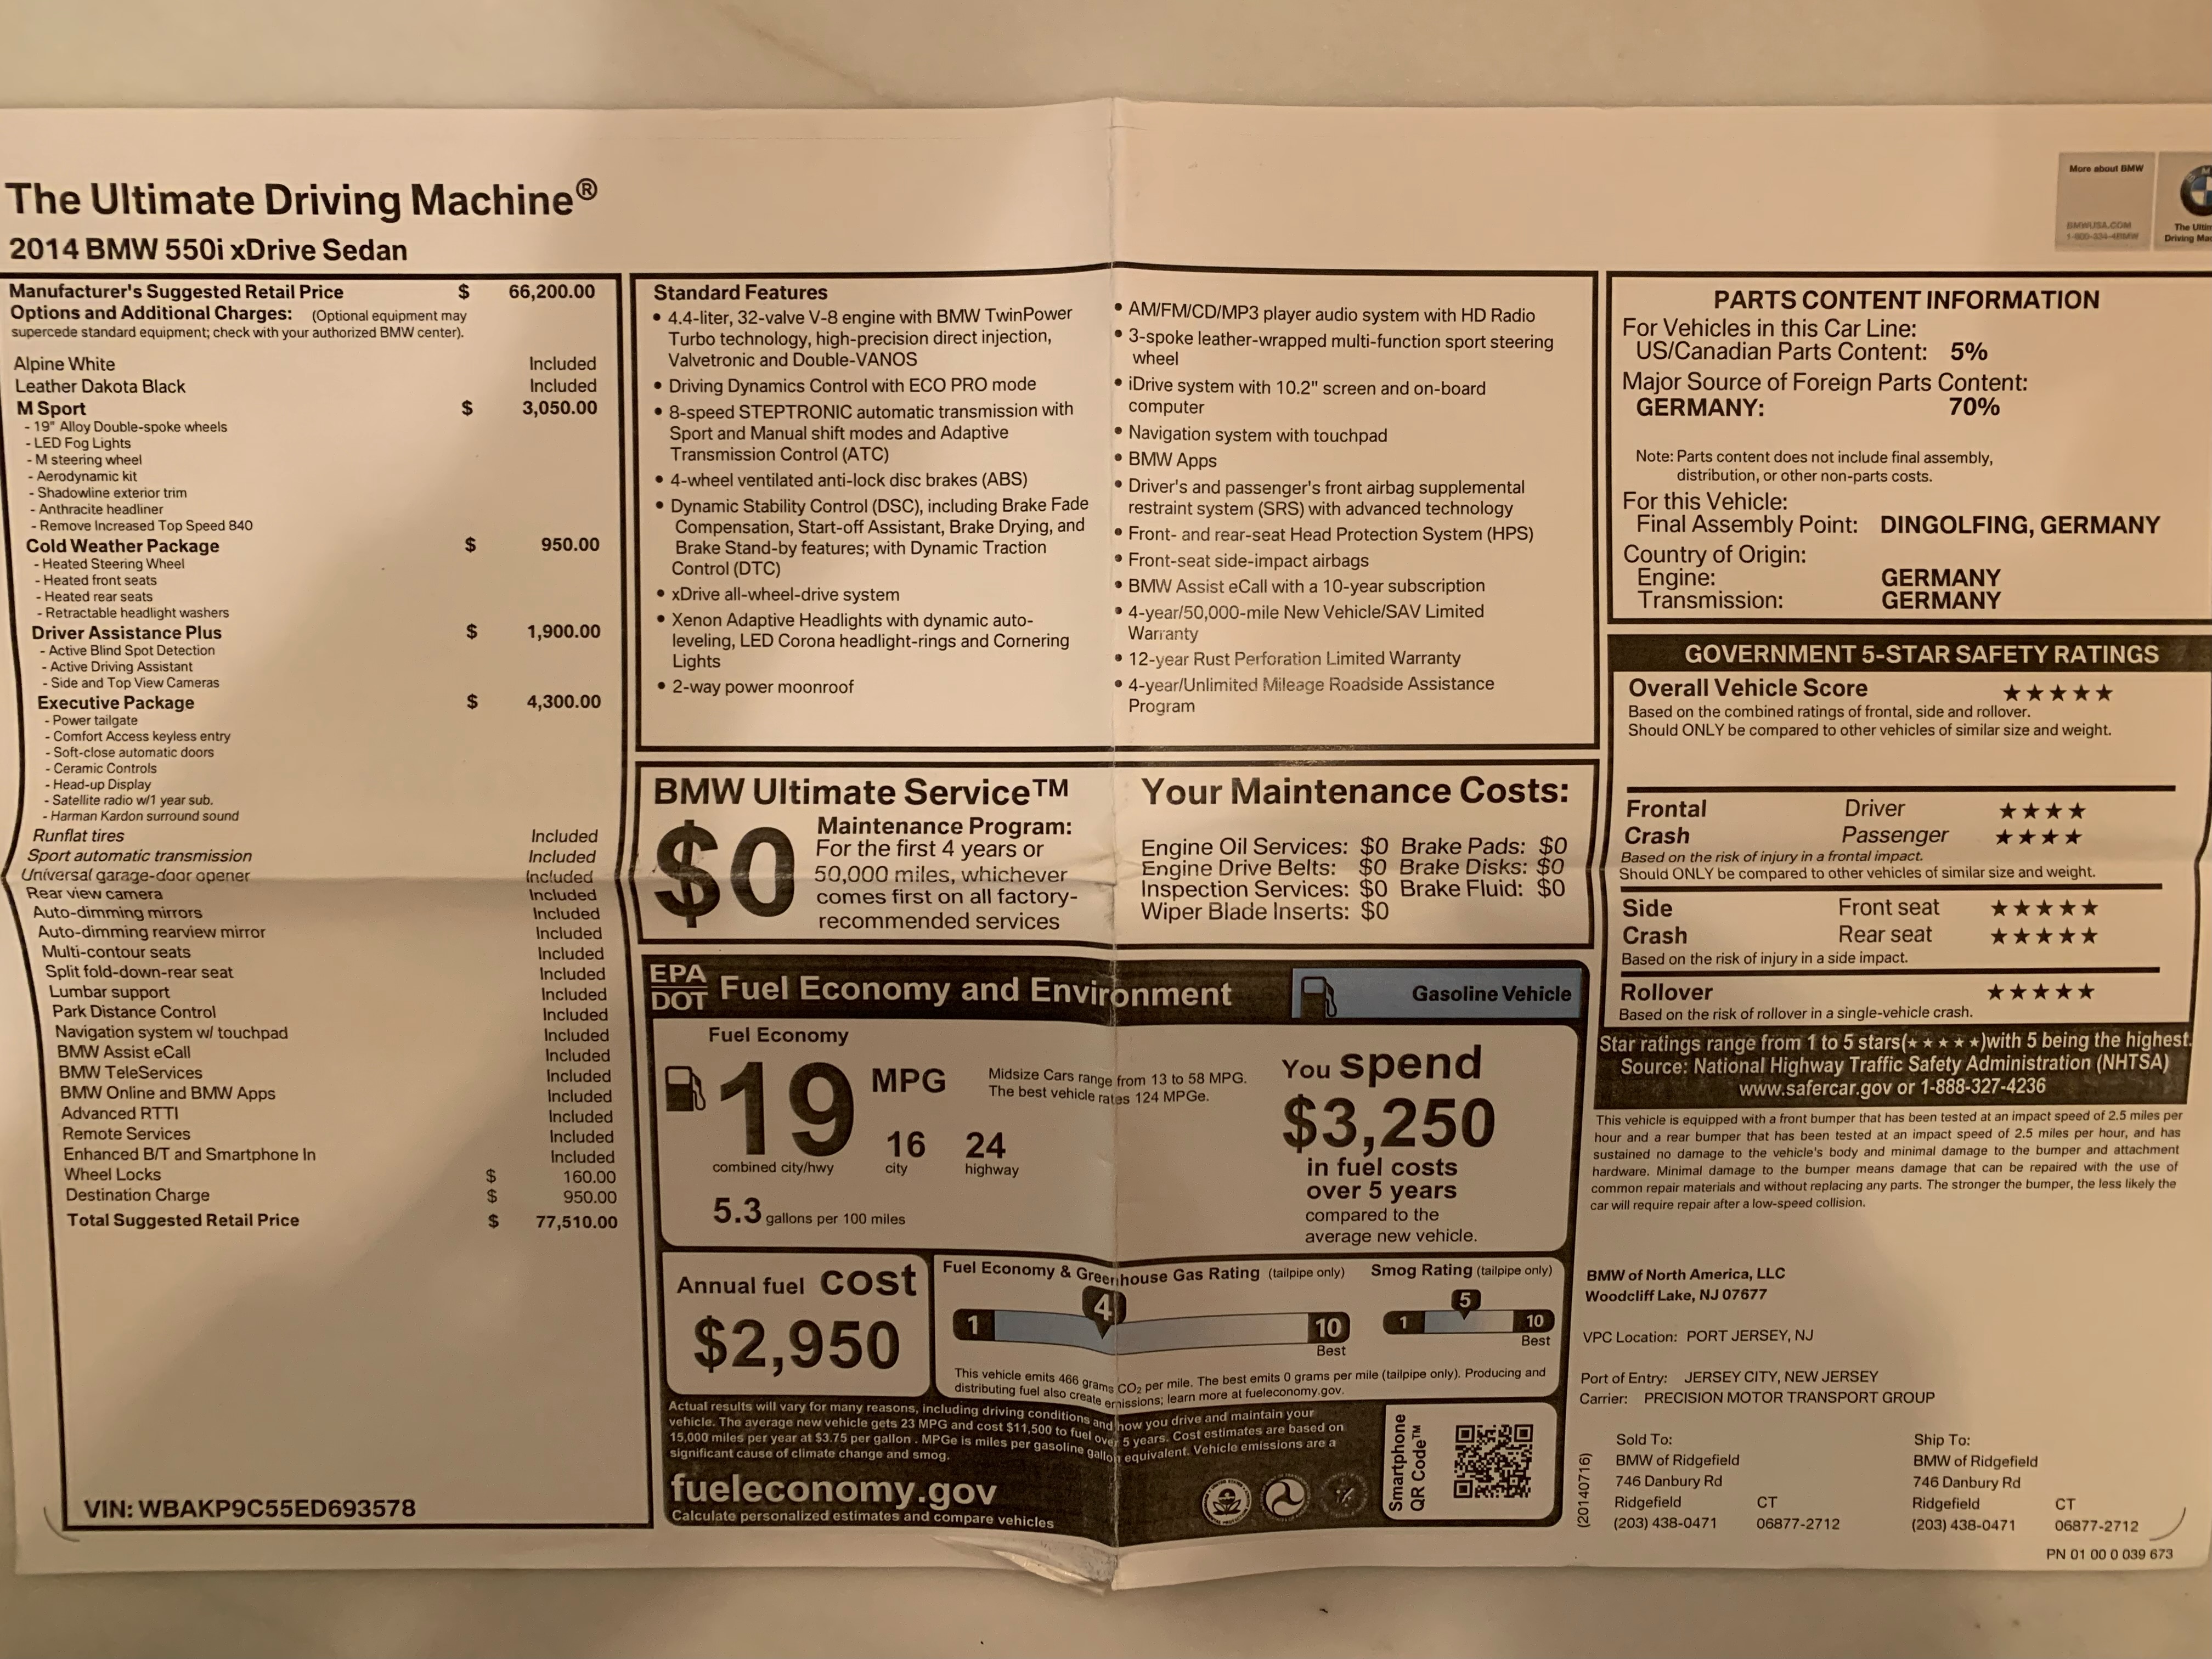 The Ultimate Driving Machine®
2014 BMW 550i xDrive Sedan
More about BMW
BMWUSA.COM
1-800-334-4BMW
The Ultim
Driving Ma
Manufacturer's Suggested Retail Price $ 66,200.00
Options and Additional Charges: (Optional equipment may
supercede standard equipment; check with your authorized BMW center).
Alpine White Included
Leather Dakota Black Included
M Sport $ 3,050.00
- 19" Alloy Double-spoke wheels
- LED Fog Lights
- M steering wheel
- Aerodynamic kit
- Shadowline exterior trim
- Anthracite headliner
- Remove Increased Top Speed 840
Cold Weather Package $ 950.00
- Heated Steering Wheel
- Heated front seats
- Heated rear seats
- Retractable headlight washers
Driver Assistance Plus $ 1,900.00
- Active Blind Spot Detection
- Active Driving Assistant
- Side and Top View Cameras
Executive Package $ 4,300.00
- Power tailgate
- Comfort Access keyless entry
- Soft-close automatic doors
- Ceramic Controls
- Head-up Display
- Satellite radio w/1 year sub.
- Harman Kardon surround sound
Runflat tires Included
Sport automatic transmission Included
Universal garage-door opener Included
Rear view camera Included
Auto-dimming mirrors Included
Auto-dimming rearview mirror Included
Multi-contour seats Included
Split fold-down-rear seat Included
Lumbar support Included
Park Distance Control Included
Navigation system w/ touchpad Included
BMW Assist eCall Included
BMW TeleServices Included
BMW Online and BMW Apps Included
Advanced RTTI Included
Remote Services Included
Enhanced B/T and Smartphone In Included
Wheel Locks $ 160.00
Destination Charge $ 950.00
Total Suggested Retail Price $ 77,510.00
VIN: WBAKP9C55ED693578
Standard Features
• 4.4-liter, 32-valve V-8 engine with BMW TwinPower
Turbo technology, high-precision direct injection,
Valvetronic and Double-VANOS
• Driving Dynamics Control with ECO PRO mode
• 8-speed STEPTRONIC automatic transmission with
Sport and Manual shift modes and Adaptive
Transmission Control (ATC)
• 4-wheel ventilated anti-lock disc brakes (ABS)
• Dynamic Stability Control (DSC), including Brake Fade
Compensation, Start-off Assistant, Brake Drying, and
Brake Stand-by features; with Dynamic Traction
Control (DTC)
• xDrive all-wheel-drive system
• Xenon Adaptive Headlights with dynamic auto-
leveling, LED Corona headlight-rings and Cornering
Lights
• 2-way power moonroof
• AM/FM/CD/MP3 player audio system with HD Radio
• 3-spoke leather-wrapped multi-function sport steering
wheel
• iDrive system with 10.2" screen and on-board
computer
• Navigation system with touchpad
• BMW Apps
• Driver's and passenger's front airbag supplemental
restraint system (SRS) with advanced technology
• Front- and rear-seat Head Protection System (HPS)
• Front-seat side-impact airbags
• BMW Assist eCall with a 10-year subscription
• 4-year/50,000-mile New Vehicle/SAV Limited
Warranty
• 12-year Rust Perforation Limited Warranty
• 4-year/Unlimited Mileage Roadside Assistance
Program
BMW Ultimate Service™
$0
Maintenance Program:
For the first 4 years or
50,000 miles, whichever
comes first on all factory-
recommended services
Your Maintenance Costs:
Engine Oil Services: $0 Brake Pads: $0
Engine Drive Belts: $0 Brake Disks: $0
Inspection Services: $0 Brake Fluid: $0
Wiper Blade Inserts: $0
EPA
DOT
Fuel Economy and Environment
Gasoline Vehicle
Fuel Economy
19 MPG
combined city/hwy
16
city
24
highway
5.3 gallons per 100 miles
Midsize Cars range from 13 to 58 MPG.
The best vehicle rates 124 MPGe.
You spend
$3,250
in fuel costs
over 5 years
compared to the
average new vehicle.
Annual fuel cost
$2,950
Fuel Economy & Greenhouse Gas Rating (tailpipe only)
1 4 10
Best
Smog Rating (tailpipe only)
1 5 10
Best
This vehicle emits 466 grams CO2 per mile. The best emits 0 grams per mile (tailpipe only). Producing and
distributing fuel also create emissions; learn more at fueleconomy.gov.
Actual results will vary for many reasons, including driving conditions and how you drive and maintain your
vehicle. The average new vehicle gets 23 MPG and cost $11,500 to fuel over 5 years. Cost estimates are based on
15,000 miles per year at $3.75 per gallon . MPGe is miles per gasoline gallon equivalent. Vehicle emissions are a
significant cause of climate change and smog.
fueleconomy.gov
Calculate personalized estimates and compare vehicles
Smartphone
QR Code™
PARTS CONTENT INFORMATION
For Vehicles in this Car Line:
US/Canadian Parts Content: 5%
Major Source of Foreign Parts Content:
GERMANY: 70%
Note: Parts content does not include final assembly,
distribution, or other non-parts costs.
For this Vehicle:
Final Assembly Point: DINGOLFING, GERMANY
Country of Origin:
Engine: GERMANY
Transmission: GERMANY
GOVERNMENT 5-STAR SAFETY RATINGS
Overall Vehicle Score ★★★★★
Based on the combined ratings of frontal, side and rollover.
Should ONLY be compared to other vehicles of similar size and weight.
Frontal Driver ★★★★
Crash Passenger ★★★★
Based on the risk of injury in a frontal impact.
Should ONLY be compared to other vehicles of similar size and weight.
Side Front seat ★★★★★
Crash Rear seat ★★★★★
Based on the risk of injury in a side impact.
Rollover ★★★★★
Based on the risk of rollover in a single-vehicle crash.
Star ratings range from 1 to 5 stars(★★★★★)with 5 being the highest.
Source: National Highway Traffic Safety Administration (NHTSA)
www.safercar.gov or 1-888-327-4236
This vehicle is equipped with a front bumper that has been tested at an impact speed of 2.5 miles per
hour and a rear bumper that has been tested at an impact speed of 2.5 miles per hour, and has
sustained no damage to the vehicle's body and minimal damage to the bumper and attachment
hardware. Minimal damage to the bumper means damage that can be repaired with the use of
common repair materials and without replacing any parts. The stronger the bumper, the less likely the
car will require repair after a low-speed collision.
BMW of North America, LLC
Woodcliff Lake, NJ 07677
VPC Location: PORT JERSEY, NJ
Port of Entry: JERSEY CITY, NEW JERSEY
Carrier: PRECISION MOTOR TRANSPORT GROUP
(20140716)
Sold To:
BMW of Ridgefield
746 Danbury Rd
Ridgefield CT
(203) 438-0471 06877-2712
Ship To:
BMW of Ridgefield
746 Danbury Rd
Ridgefield CT
(203) 438-0471 06877-2712
PN 01 00 0 039 673